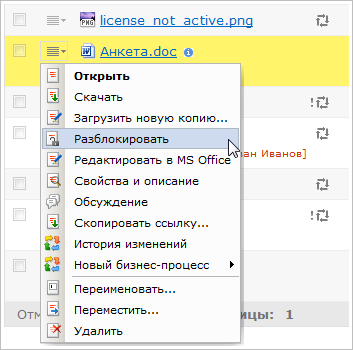 license_not_active.png
Анкета.doc
Открыть
Скачать
Загрузить новую копию...
Разблокировать
Редактировать в MS Office
ан Иванов]
Свойства и описание
Обсуждение
Скопировать ссылку...
История изменений
Новый бизнес-процесс
Переименовать...
Переместить...
Отм ицы: 1
Удалить